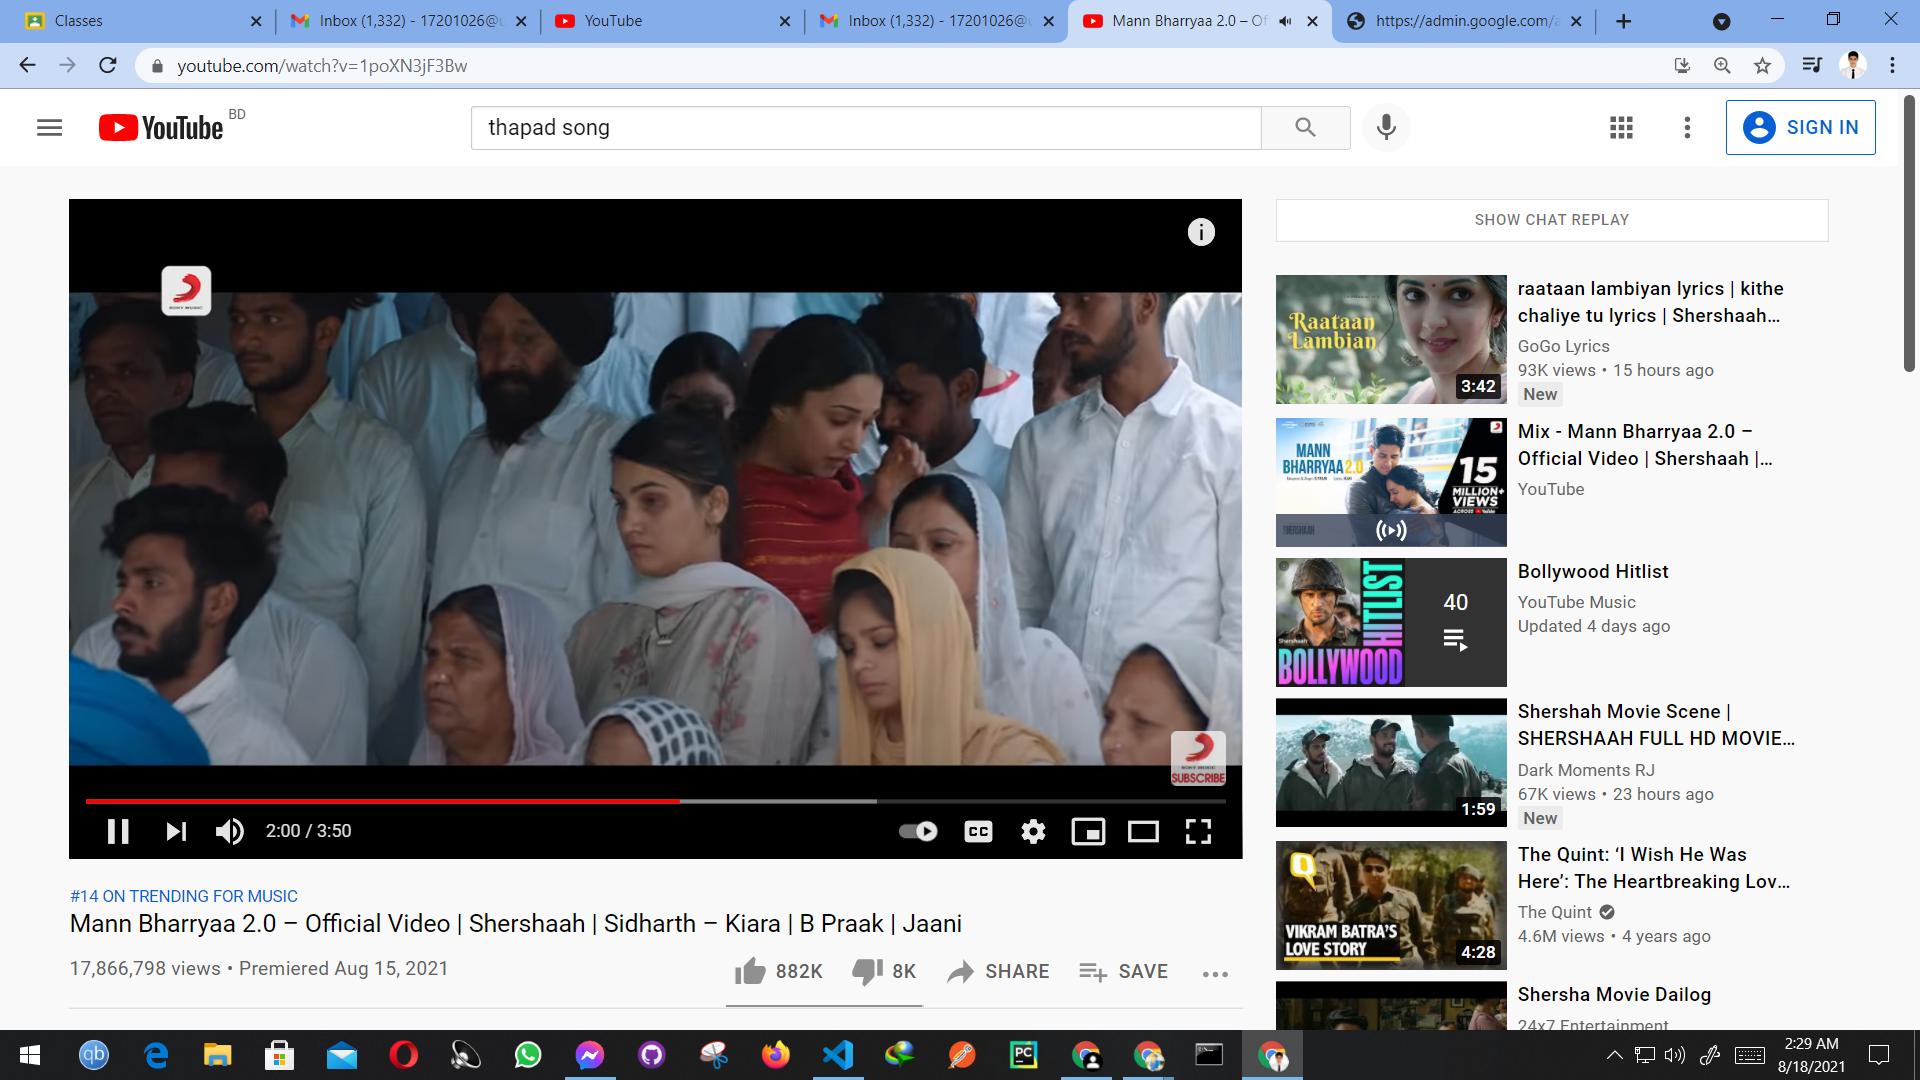 Classes
Inbox (1,332) - 17201026@u
YouTube
Inbox (1,332) - 17201026@u
Mann Bharryaa 2.0 – Of
https://admin.google.com/a
youtube.com/watch?v=1poXN3jF3Bw
YouTube BD
thapad song
SIGN IN
SONY MUSIC
SONY MUSIC
SUBSCRIBE
2:00 / 3:50
CC
#14 ON TRENDING FOR MUSIC
Mann Bharryaa 2.0 – Official Video | Shershaah | Sidharth – Kiara | B Praak | Jaani
17,866,798 views • Premiered Aug 15, 2021
882K
8K
SHARE
SAVE
SHOW CHAT REPLAY
Raataan
Lambian
3:42
raataan lambiyan lyrics | kithe
chaliye tu lyrics | Shershaah...
GoGo Lyrics
93K views • 15 hours ago
New
MANN
BHARRYAA 2.0
15
MILLION+
VIEWS
Mix - Mann Bharryaa 2.0 –
Official Video | Shershaah |...
YouTube
Shershaah
HITLIST
BOLLYWOOD
40
Bollywood Hitlist
YouTube Music
Updated 4 days ago
1:59
Shershah Movie Scene |
SHERSHAAH FULL HD MOVIE...
Dark Moments RJ
67K views • 23 hours ago
New
VIKRAM BATRA'S
LOVE STORY
4:28
The Quint: ‘I Wish He Was
Here’: The Heartbreaking Lov...
The Quint
4.6M views • 4 years ago
Shersha Movie Dailog
24x7 Entertainment
qb
PC
2:29 AM
8/18/2021